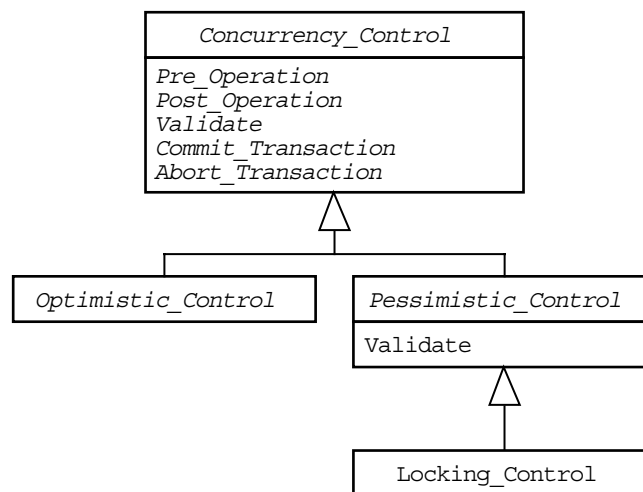 Concurrency_Control
Pre_Operation
Post_Operation
Validate
Commit_Transaction
Abort_Transaction
Optimistic_Control
Pessimistic_Control
Validate
Locking_Control